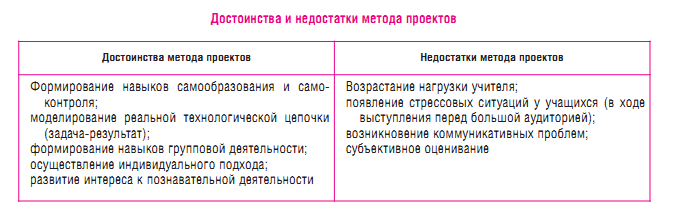 Достоинства и недостатки метода проектов
Достоинства метода проектов
Недостатки метода проектов
Формирование навыков самообразования и само-
контроля;
моделирование реальной технологической цепочки
(задача-результат);
формирование навыков групповой деятельности;
осуществление индивидуального подхода;
развитие интереса к познавательной деятельности
Возрастание нагрузки учителя;
появление стрессовых ситуаций у учащихся (в ходе
выступления перед большой аудиторией);
возникновение коммуникативных проблем;
субъективное оценивание